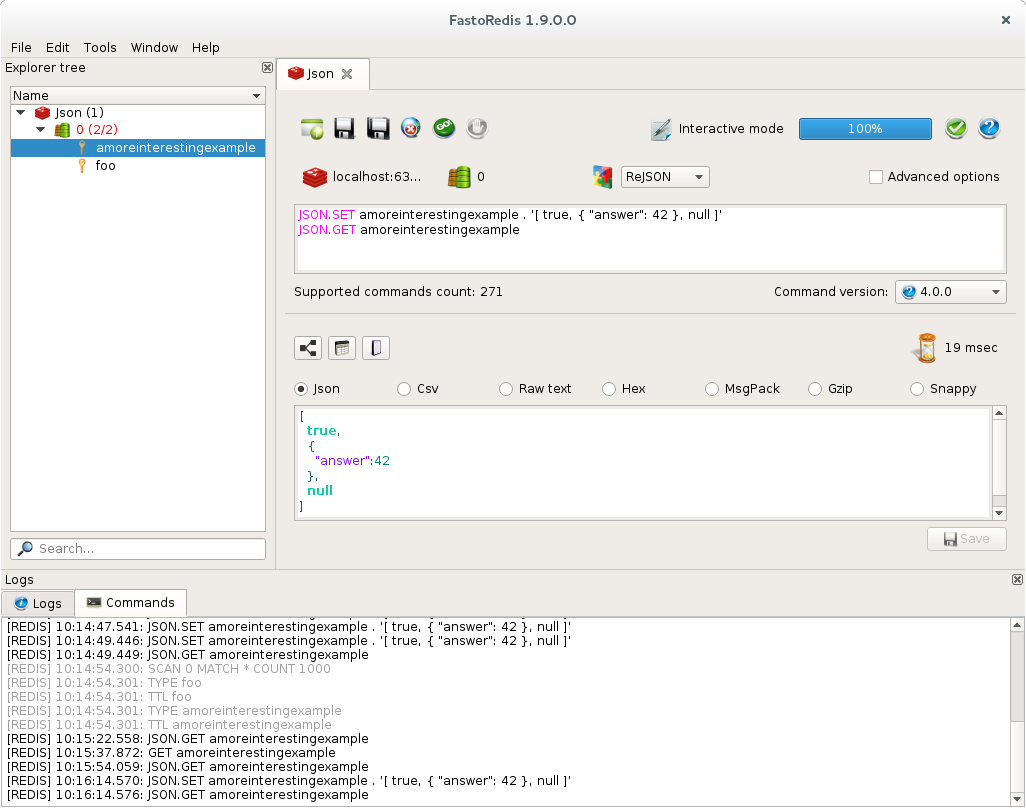 FastoRedis 1.9.0.0
File Edit Tools Window Help
Explorer tree
Name
Json (1)
0 (2/2)
amoreinterestingexample
foo
Search...
Json
Interactive mode
100%
localhost:63...
0
ReJSON
Advanced options
JSON.SET amoreinterestingexample . '[ true, { "answer": 42 }, null ]'
JSON.GET amoreinterestingexample
Supported commands count: 271
Command version: 4.0.0
19 msec
Json Csv Raw text Hex MsgPack Gzip Snappy
[
true,
{
"answer":42
},
null
]
Save
Logs
Logs Commands
[REDIS] 10:14:47.541: JSON.SET amoreinterestingexample . '[ true, { "answer": 42 }, null ]'
[REDIS] 10:14:49.446: JSON.SET amoreinterestingexample . '[ true, { "answer": 42 }, null ]'
[REDIS] 10:14:49.449: JSON.GET amoreinterestingexample
[REDIS] 10:14:54.300: SCAN 0 MATCH * COUNT 1000
[REDIS] 10:14:54.301: TYPE foo
[REDIS] 10:14:54.301: TTL foo
[REDIS] 10:14:54.301: TYPE amoreinterestingexample
[REDIS] 10:14:54.301: TTL amoreinterestingexample
[REDIS] 10:15:22.558: JSON.GET amoreinterestingexample
[REDIS] 10:15:37.872: GET amoreinterestingexample
[REDIS] 10:15:54.059: JSON.GET amoreinterestingexample
[REDIS] 10:16:14.570: JSON.SET amoreinterestingexample . '[ true, { "answer": 42 }, null ]'
[REDIS] 10:16:14.576: JSON.GET amoreinterestingexample